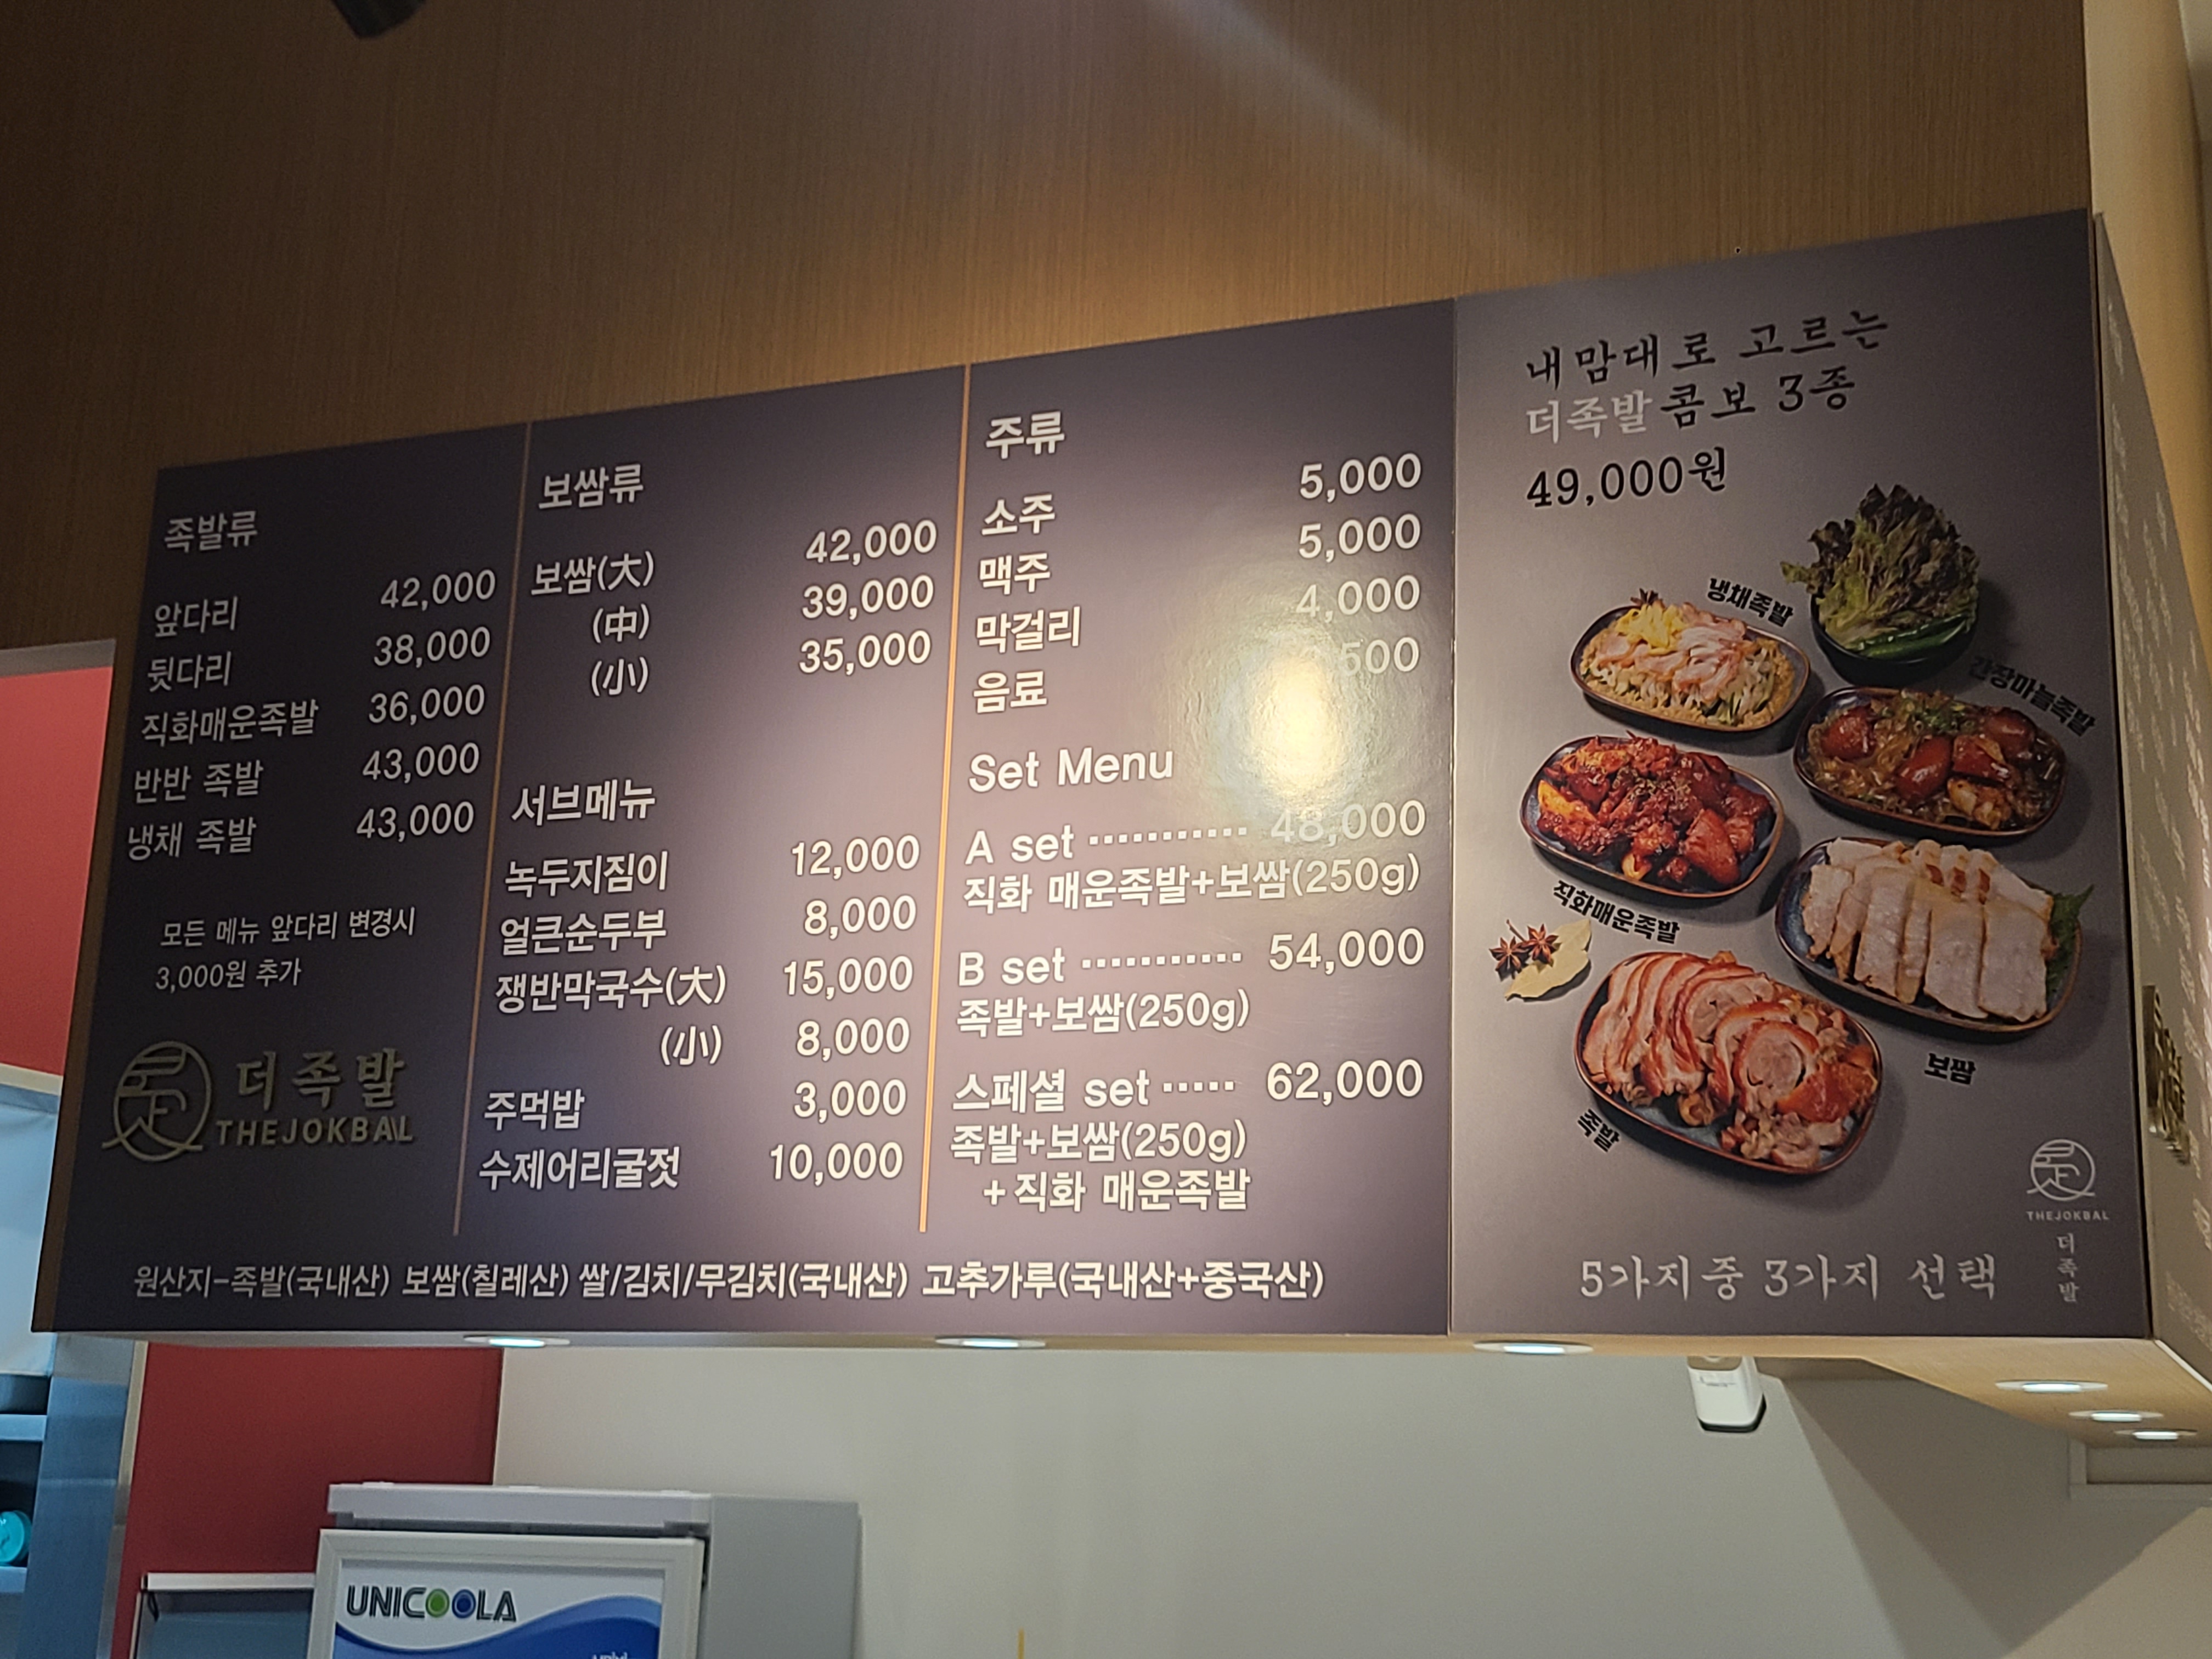 족발류
앞다리 42,000
뒷다리 38,000
직화매운족발 36,000
반반 족발 43,000
냉채 족발 43,000
모든 메뉴 앞다리 변경시
3,000원 추가
더족발
THEJOKBAL
보쌈류
보쌈(大) 42,000
(中) 39,000
(小) 35,000
서브메뉴
녹두지짐이 12,000
얼큰순두부 8,000
쟁반막국수(大) 15,000
(小) 8,000
주먹밥 3,000
수제어리굴젓 10,000
주류
소주 5,000
맥주 5,000
막걸리 4,000
음료
Set Menu
A set ··········· 48,000
직화 매운족발+보쌈(250g)
B set ··········· 54,000
족발+보쌈(250g)
스페셜 set ····· 62,000
족발+보쌈(250g)
+직화 매운족발
원산지-족발(국내산) 보쌈(칠레산) 쌀/김치/무김치(국내산) 고추가루(국내산+중국산)
내맘대로 고르는
더족발콤보 3종
49,000원
냉채족발
간장마늘족발
직화매운족발
보쌈
족발
THEJOKBAL
더족발
5가지중 3가지 선택
UNICOOLA